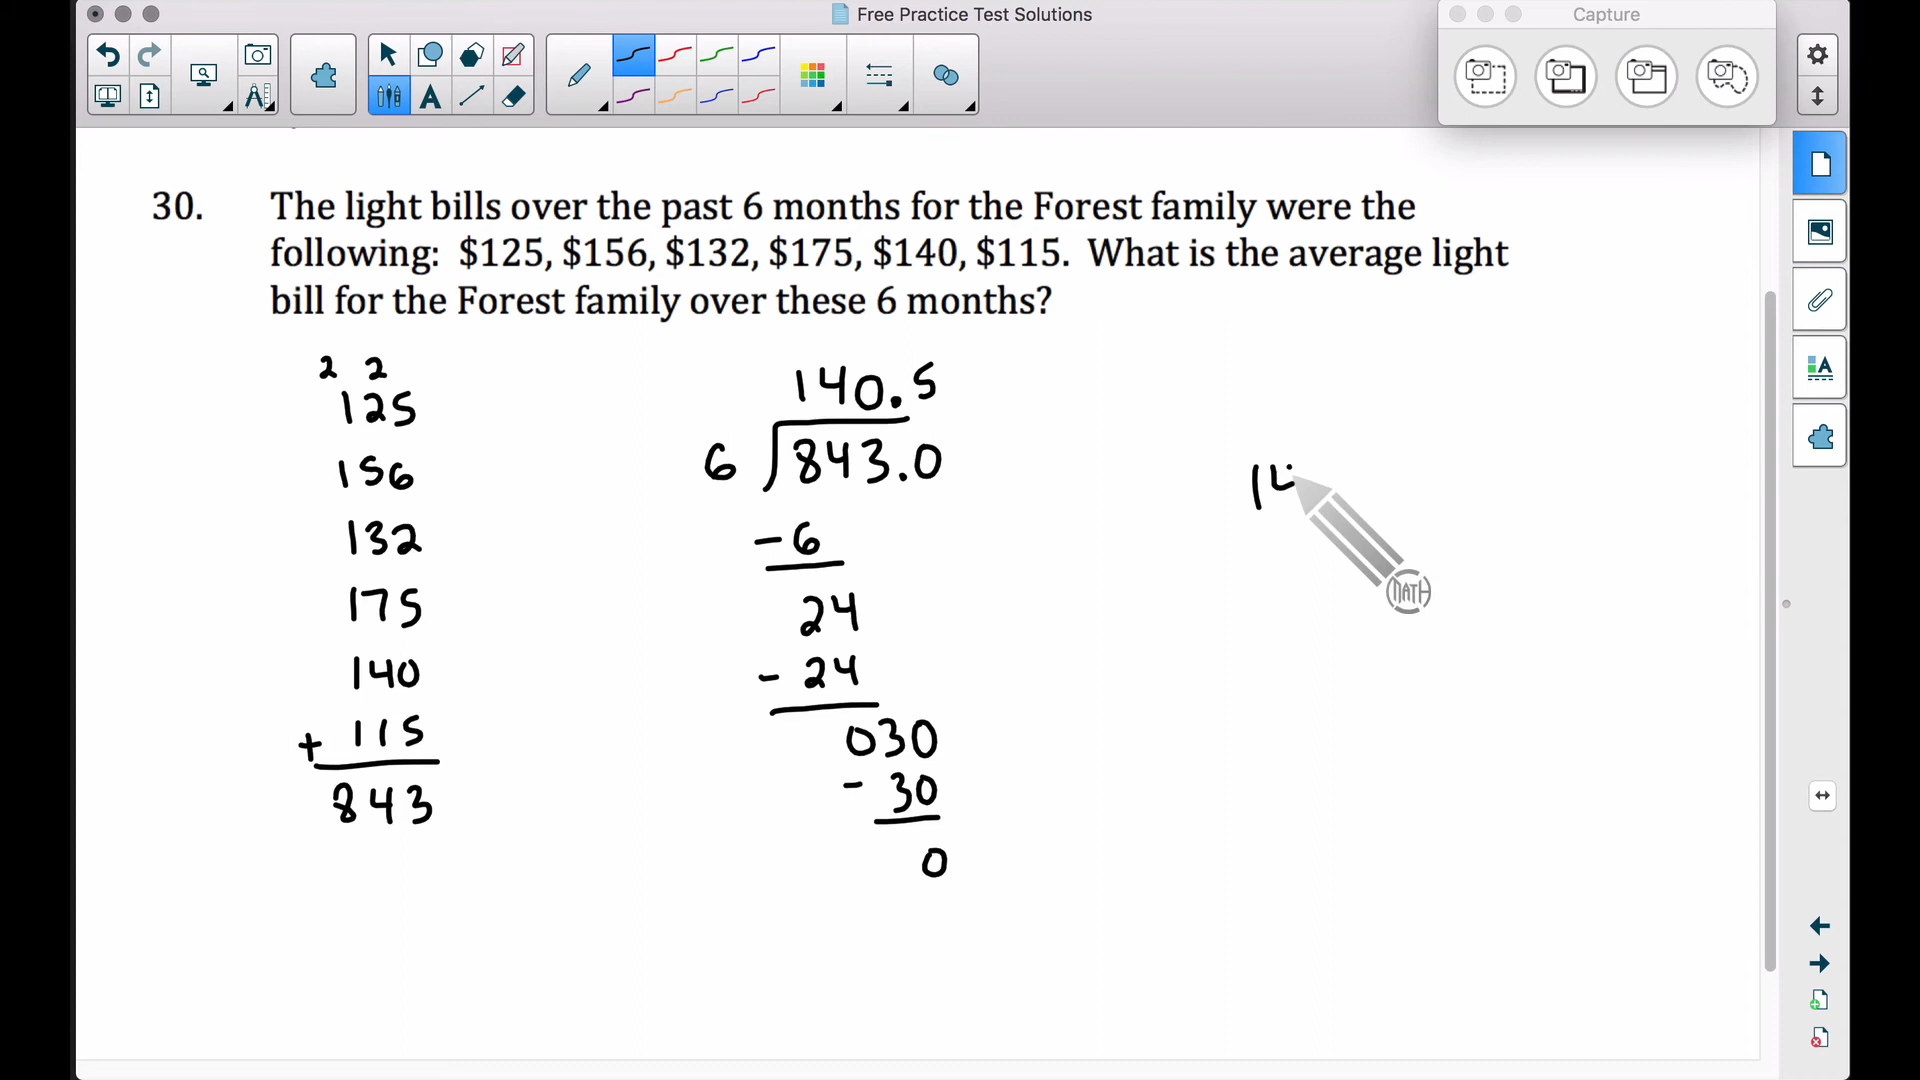 Free Practice Test Solutions
Capture
A
A
30. The light bills over the past 6 months for the Forest family were the
following: $125, $156, $132, $175, $140, $115. What is the average light
bill for the Forest family over these 6 months?
2 2
125
156
132
175
140
+ 115
843
140.5
6 843.0
- 6
24
- 24
030
- 30
0
14
MATH